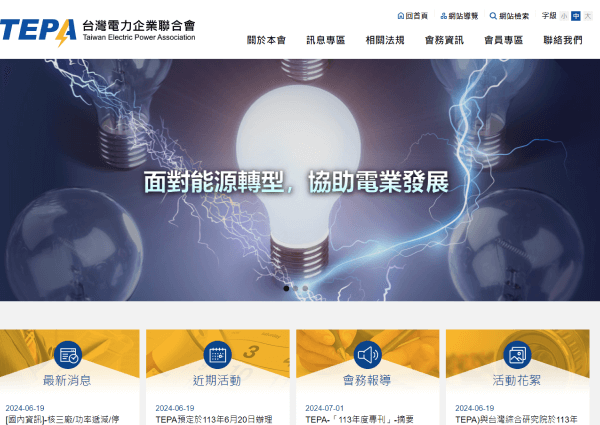 回首頁 網站導覽 網站檢索 字級 小 中 大
TEPA 台灣電力企業聯合會
Taiwan Electric Power Association
關於本會 訊息專區 相關法規 會務資訊 會員專區 聯絡我們
面對能源轉型，協助電業發展
3
最新消息 近期活動 會務報導 活動花絮
2024-06-19 2024-06-19 2024-07-01 2024-06-19
[國內資訊]-核三廠/功率遞減/停 TEPA預定於113年6月20日辦理 TEPA-「113年度專刊」-摘要 TEPA)與台灣綜合研究院於113年